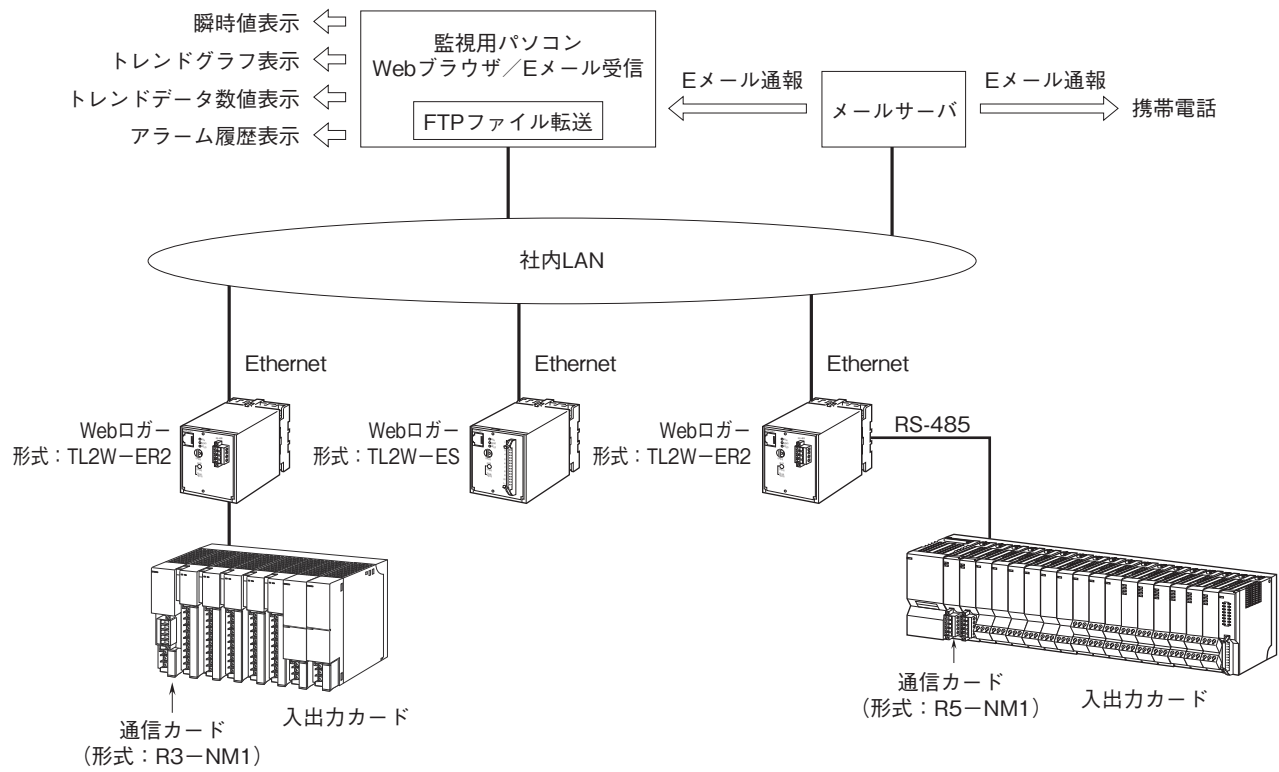 瞬時値表示
トレンドグラフ表示
トレンドデータ数値表示
アラーム履歴表示
監視用パソコン
Webブラウザ／Eメール受信
FTPファイル転送
Eメール通報
メールサーバ
Eメール通報
携帯電話
社内LAN
Ethernet
Ethernet
Ethernet
Webロガー
形式：TL2W－ER2
Webロガー
形式：TL2W－ES
Webロガー
形式：TL2W－ER2
RS-485
通信カード
（形式：R3－NM1）
入出力カード
通信カード
（形式：R5－NM1）
入出力カード